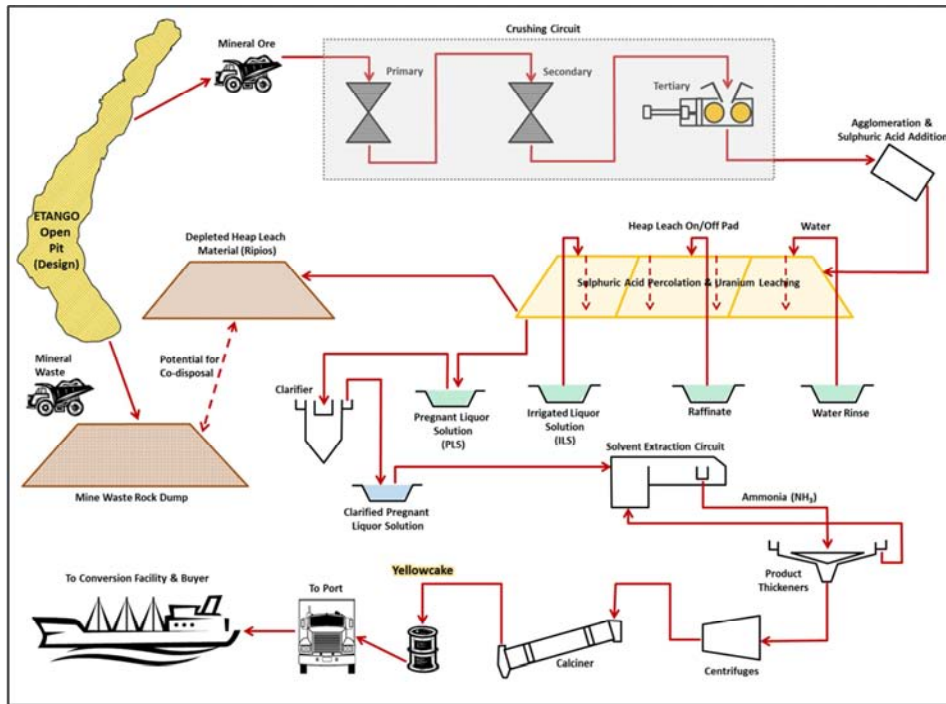 Crushing Circuit
Mineral Ore
Primary
Secondary
Tertiary
Agglomeration &
Sulphuric Acid Addition
ETANGO
Open
Pit
(Design)
Depleted Heap Leach
Material (Ripios)
Heap Leach On/Off Pad
Water
Sulphuric Acid Percolation & Uranium Leaching
Mineral
Waste
Potential for
Co-disposal
Clarifier
Pregnant Liquor
Solution
(PLS)
Irrigated Liquor
Solution
(ILS)
Raffinate
Water Rinse
Mine Waste Rock Dump
Clarified Pregnant
Liquor Solution
Solvent Extraction Circuit
Ammonia (NH₃)
Product
Thickeners
To Conversion Facility & Buyer
To Port
Yellowcake
Calciner
Centrifuges